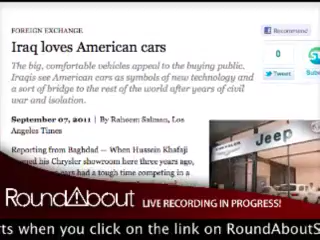 FOREIGN EXCHANGE
Recommend
Iraq loves American cars
0
The big, comfortable vehicles appeal to the buying public.
Iraqis see American cars as symbols of new technology and
a sort of bridge to the rest of the world after years of civil
war and isolation.
Tweet
September 07, 2011 | By Raheem Salman, Los
Angeles Times
Reporting from Baghdad — When Hussein Khafaji
his Chrysler showroom here three years ago,
cars had a tough time competing in a
Jeep
ROUNDABOUT LIVE RECORDING IN PROGRESS!
rts when you click on the link on RoundAboutS